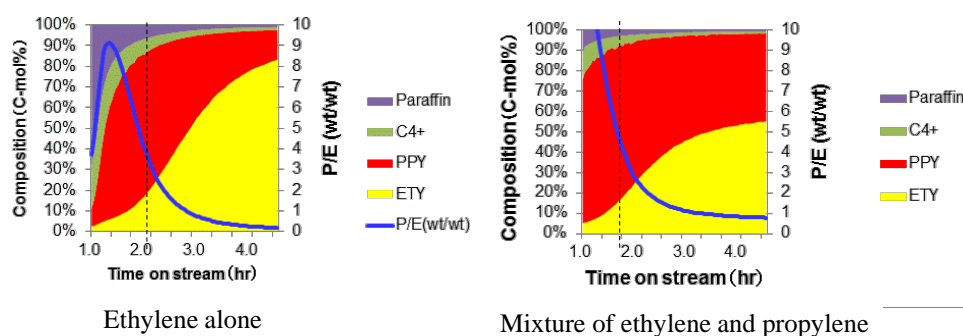 100%
90%
80%
70%
60%
50%
40%
30%
20%
10%
0%
Composition (C-mol%)
10
9
8
7
6
5
4
3
2
1
0
P/E (wt/wt)
1.0 2.0 3.0 4.0
Time on stream (hr)
Paraffin
C4+
PPY
ETY
P/E(wt/wt)
Ethylene alone
100%
90%
80%
70%
60%
50%
40%
30%
20%
10%
0%
Composition (C-mol%)
10
9
8
7
6
5
4
3
2
1
0
P/E (wt/wt)
1.0 2.0 3.0 4.0
Time on stream (hr)
Paraffin
C4+
PPY
ETY
Mixture of ethylene and propylene